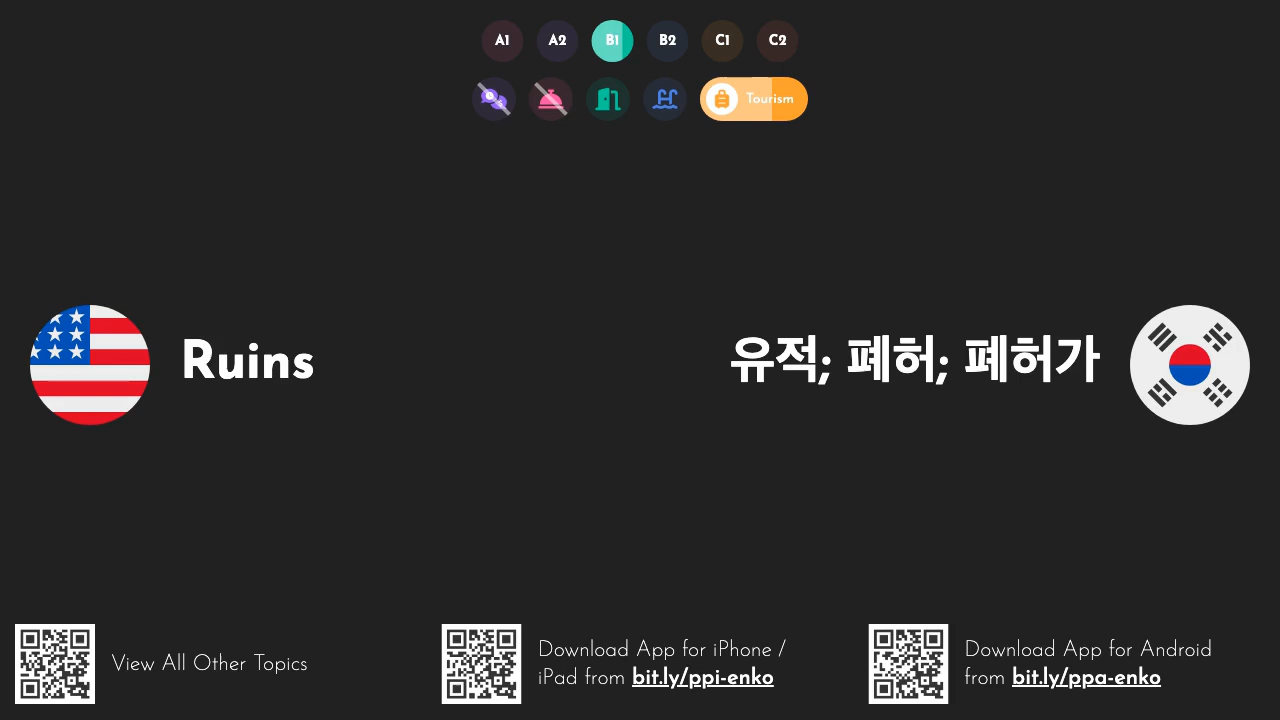 A1 A2 B1 B2 C1 C2
Tourism
Ruins
유적; 폐허; 폐허가
View All Other Topics
Download App for iPhone /
iPad from bit.ly/ppi-enko
Download App for Android
from bit.ly/ppa-enko